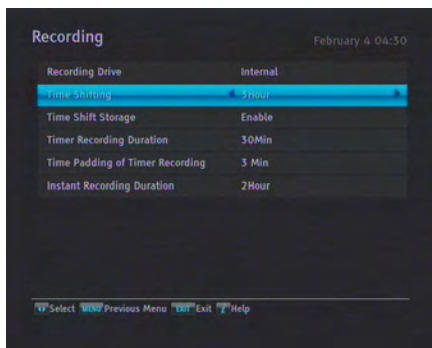 Recording
February 4 04:30
Recording Drive Internal
Time Shifting 3Hour
Time Shift Storage Enable
Timer Recording Duration 30Min
Time Padding of Timer Recording 3 Min
Instant Recording Duration 2Hour
Select MENU Previous Menu EXIT Exit ? Help